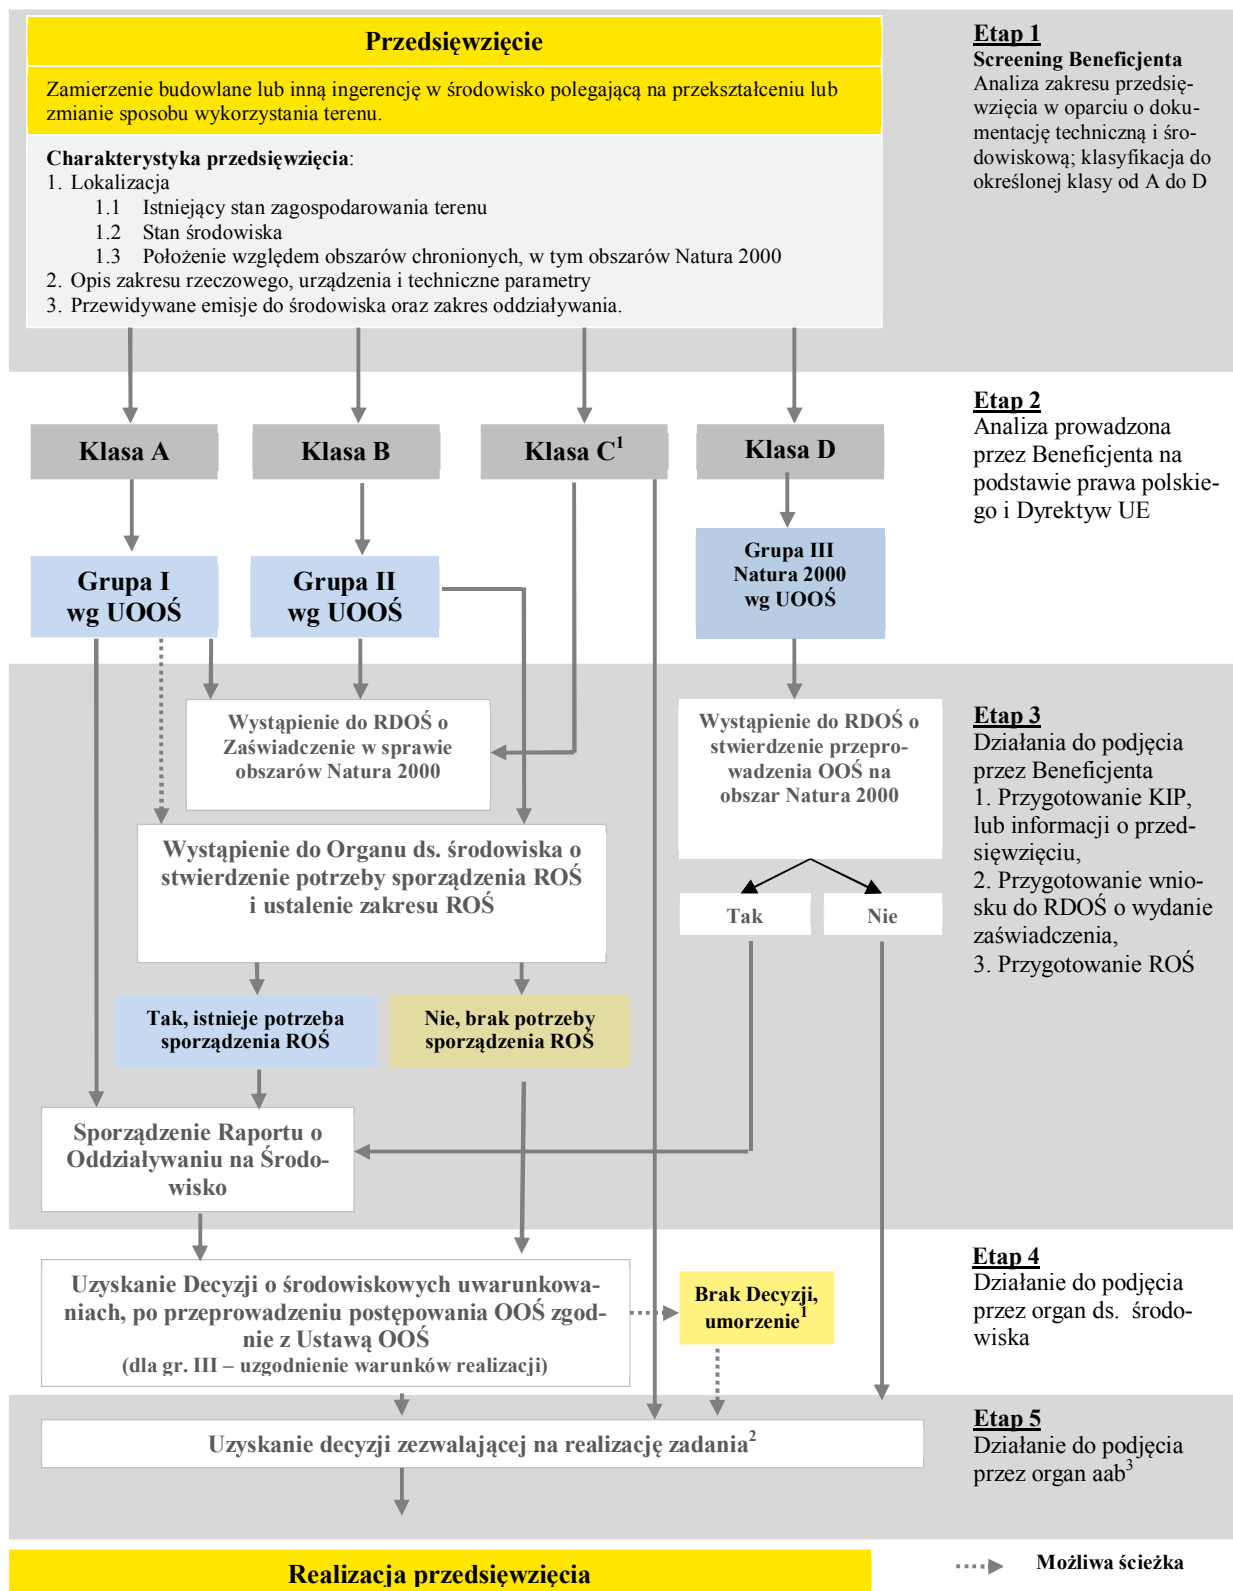 Przedsięwzięcie
Zamierzenie budowlane lub inną ingerencję w środowisko polegającą na przekształceniu lub
zmianie sposobu wykorzystania terenu.
Charakterystyka przedsięwzięcia:
1. Lokalizacja
1.1 Istniejący stan zagospodarowania terenu
1.2 Stan środowiska
1.3 Położenie względem obszarów chronionych, w tym obszarów Natura 2000
2. Opis zakresu rzeczowego, urządzenia i techniczne parametry
3. Przewidywane emisje do środowiska oraz zakres oddziaływania.
Etap 1
Screening Beneficjenta
Analiza zakresu przedsię-
wzięcia w oparciu o doku-
mentację techniczną i śro-
dowiskową; klasyfikacja do
określonej klasy od A do D
Klasa A
Klasa B
Klasa C¹
Klasa D
Etap 2
Analiza prowadzona
przez Beneficjenta na
podstawie prawa polskie-
go i Dyrektyw UE
Grupa I
wg UOOŚ
Grupa II
wg UOOŚ
Grupa III
Natura 2000
wg UOOŚ
Wystąpienie do RDOŚ o
Zaświadczenie w sprawie
obszarów Natura 2000
Wystąpienie do RDOŚ o
stwierdzenie przepro-
wadzenia OOŚ na
obszar Natura 2000
Etap 3
Działania do podjęcia
przez Beneficjenta
1. Przygotowanie KIP,
lub informacji o przed-
sięwzięciu,
2. Przygotowanie wnio-
sku do RDOŚ o wydanie
zaświadczenia,
3. Przygotowanie ROŚ
Wystąpienie do Organu ds. środowiska o
stwierdzenie potrzeby sporządzenia ROŚ
i ustalenie zakresu ROŚ
Tak
Nie
Tak, istnieje potrzeba
sporządzenia ROŚ
Nie, brak potrzeby
sporządzenia ROŚ
Sporządzenie Raportu o
Oddziaływaniu na Środo-
wisko
Uzyskanie Decyzji o środowiskowych uwarunkowa-
niach, po przeprowadzeniu postępowania OOŚ zgod-
nie z Ustawą OOŚ
(dla gr. III – uzgodnienie warunków realizacji)
Brak Decyzji,
umorzenie¹
Etap 4
Działanie do podjęcia
przez organ ds. środo-
wiska
Uzyskanie decyzji zezwalającej na realizację zadania²
Etap 5
Działanie do podjęcia
przez organ aab³
Realizacja przedsięwzięcia
Możliwa ścieżka